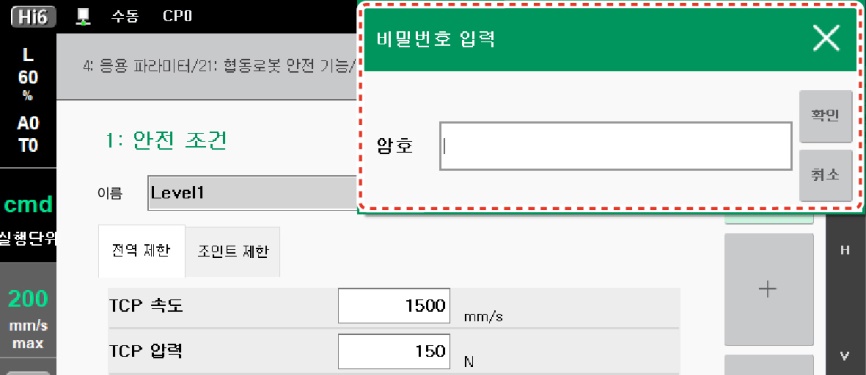 Hi6 수동 CP0
L
60
%
A0
T0
cmd
실행단위
200
mm/s
max
4: 응용 파라미터/21: 협동로봇 안전 기능/
1: 안전 조건
이름 Level1
전역 제한 조인트 제한
TCP 속도 1500 mm/s
TCP 압력 150 N
비밀번호 입력
암호
확인
취소
+
H
V